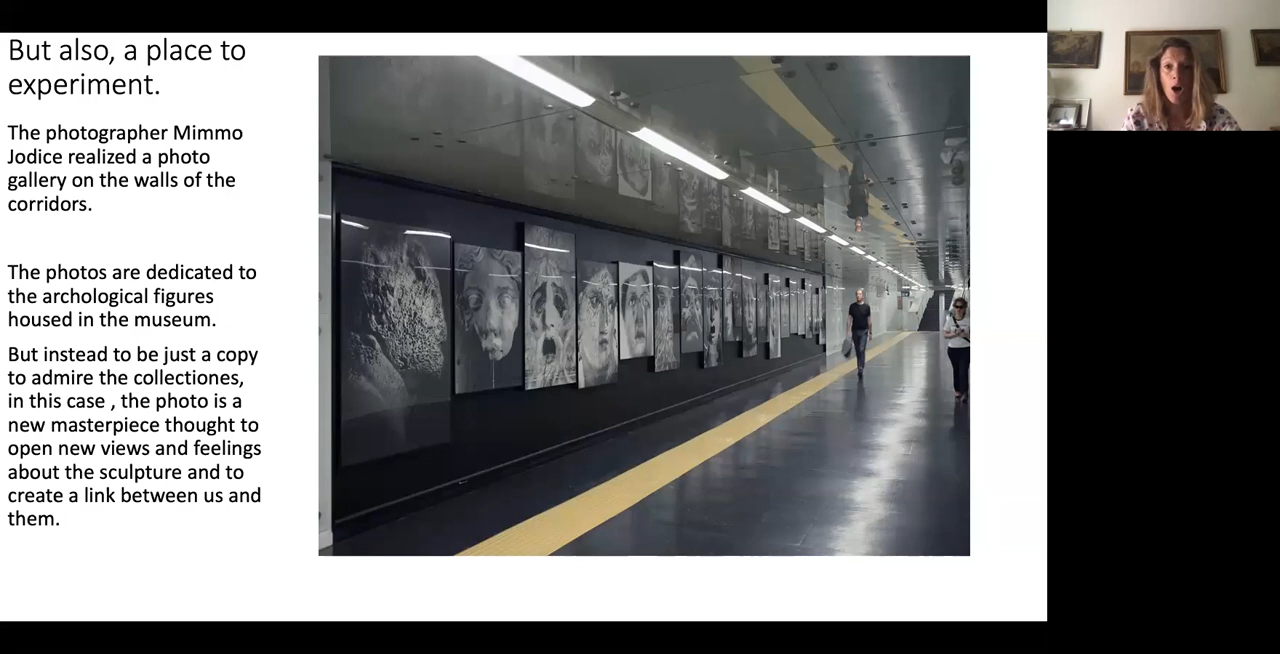 But also, a place to
experiment.
The photographer Mimmo
Jodice realized a photo
gallery on the walls of the
corridors.
The photos are dedicated to
the archological figures
housed in the museum.
But instead to be just a copy
to admire the collectiones,
in this case , the photo is a
new masterpiece thought to
open new views and feelings
about the sculpture and to
create a link between us and
them.